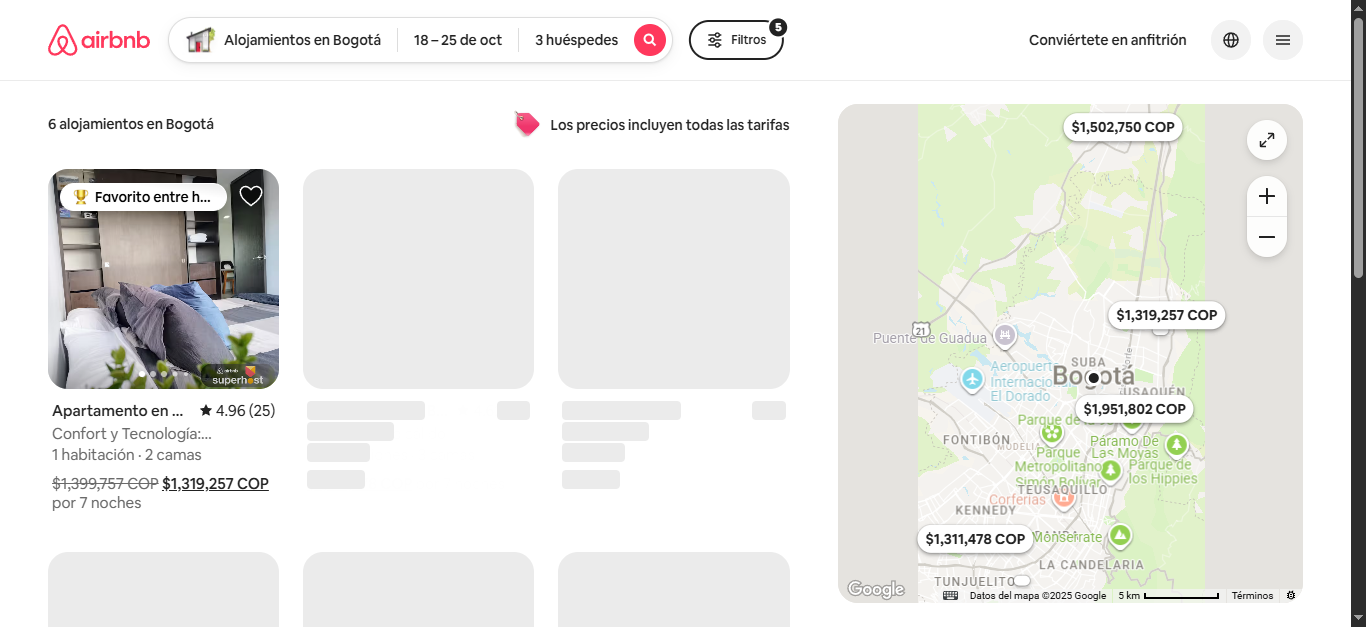 airbnb
Alojamientos en Bogotá
18 – 25 de oct
3 huéspedes
Filtros
5
Conviértete en anfitrión
6 alojamientos en Bogotá
Los precios incluyen todas las tarifas
Favorito entre h...
airbnb
superhost
Apartamento en ...
4.96 (25)
Confort y Tecnología:...
1 habitación · 2 camas
$1,399,757 COP $1,319,257 COP
por 7 noches
$1,502,750 COP
$1,319,257 COP
21
Puente de Guadua
SUBA
Aeropuerto
Internacional
El Dorado
Bogotá
USAQUÉN
$1,951,802 COP
Parque de la
FONTIBÓN
MODELIA
Páramo De
Las Moyas
Parque
Metropolitano
Simón Bolívar
Parque de
los Hippies
TEUSAQUILLO
Corferias
KENNEDY
$1,311,478 COP
Monserrate
LA CANDELARIA
TUNJUELITO
Google
Datos del mapa ©2025 Google
5 km
Términos